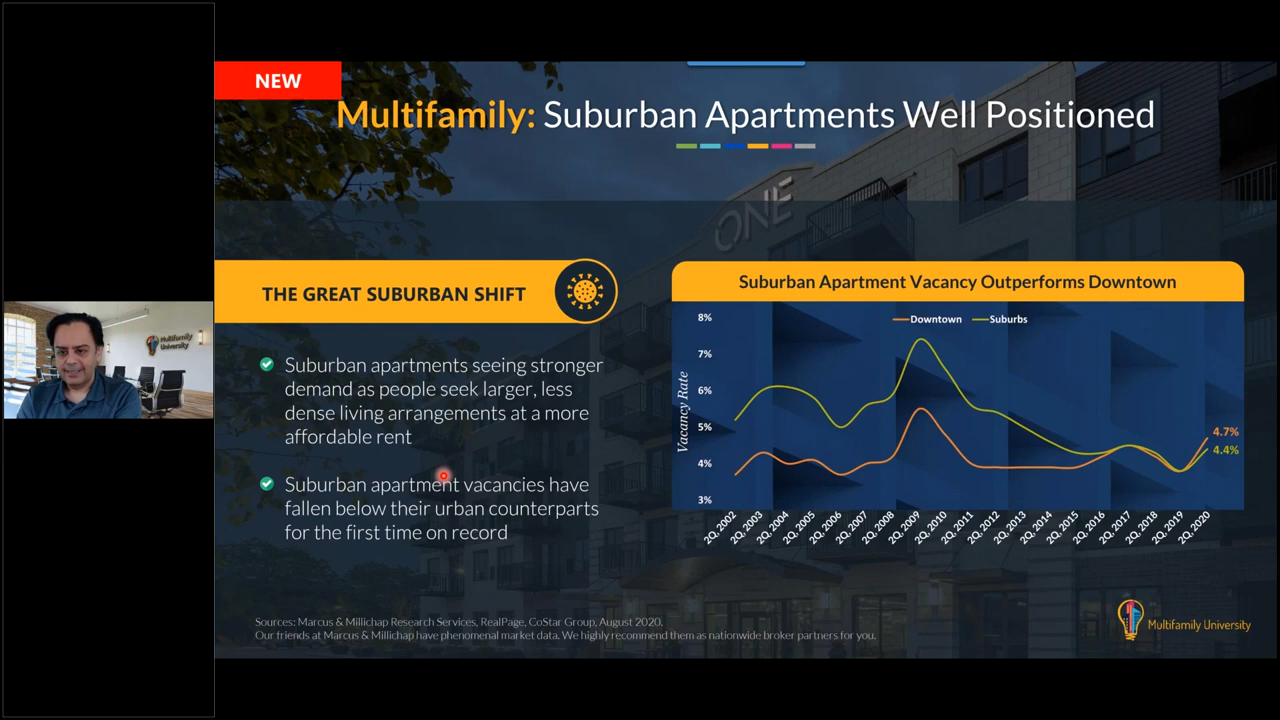 NEW
Multifamily: Suburban Apartments Well Positioned
ONE
THE GREAT SUBURBAN SHIFT
Suburban apartments seeing stronger
demand as people seek larger, less
dense living arrangements at a more
affordable rent
Suburban apartment vacancies have
fallen below their urban counterparts
for the first time on record
Suburban Apartment Vacancy Outperforms Downtown
Downtown Suburbs
Vacancy Rate
8%
7%
6%
5%
4%
3%
4.7%
4.4%
2Q, 2002
2Q, 2003
2Q, 2004
2Q, 2005
2Q, 2006
2Q, 2007
2Q, 2008
2Q, 2009
2Q, 2010
2Q, 2011
2Q, 2012
2Q, 2013
2Q, 2014
2Q, 2015
2Q, 2016
2Q, 2017
2Q, 2018
2Q, 2019
2Q, 2020
Multifamily
University
Sources: Marcus & Millichap Research Services, RealPage, CoStar Group, August 2020.
Our friends at Marcus & Millichap have phenomenal market data. We highly recommend them as nationwide broker partners for you.
Multifamily University